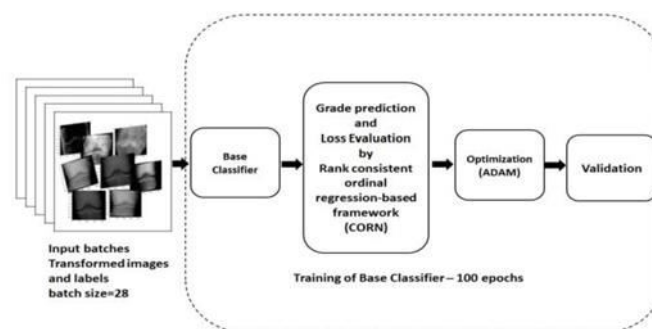 Input batches
Transformed images
and labels
batch size=28
Base
Classifier
Grade prediction
and
Loss Evaluation
by
Rank consistent
ordinal
regression-based
framework
(CORN)
Optimization
(ADAM)
Validation
Training of Base Classifier – 100 epochs